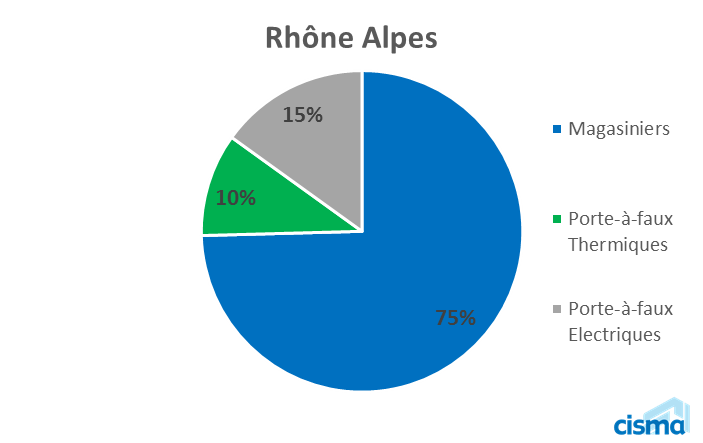 Rhône Alpes
15%
10%
75%
Magasiniers
Porte-à-faux
Thermiques
Porte-à-faux
Electriques
cisma